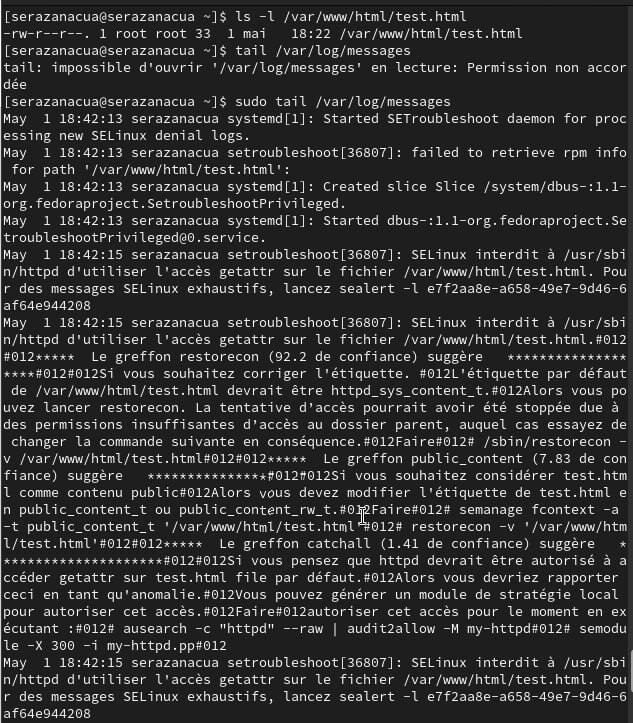 [serazanacua@serazanacua ~]$ ls -l /var/www/html/test.html
-rw-r--r--. 1 root root 33  1 mai   18:22 /var/www/html/test.html
[serazanacua@serazanacua ~]$ tail /var/log/messages
tail: impossible d'ouvrir '/var/log/messages' en lecture: Permission non accor
dée
[serazanacua@serazanacua ~]$ sudo tail /var/log/messages
May  1 18:42:13 serazanacua systemd[1]: Started SETroubleshoot daemon for proc
essing new SELinux denial logs.
May  1 18:42:13 serazanacua setroubleshoot[36807]: failed to retrieve rpm info
 for path '/var/www/html/test.html':
May  1 18:42:13 serazanacua systemd[1]: Created slice Slice /system/dbus-:1.1-
org.fedoraproject.SetroubleshootPrivileged.
May  1 18:42:13 serazanacua systemd[1]: Started dbus-:1.1-org.fedoraproject.Se
troubleshootPrivileged@0.service.
May  1 18:42:15 serazanacua setroubleshoot[36807]: SELinux interdit à /usr/sbi
n/httpd d'utiliser l'accès getattr sur le fichier /var/www/html/test.html. Pou
r des messages SELinux exhaustifs, lancez sealert -l e7f2aa8e-a658-49e7-9d46-6
af64e944208
May  1 18:42:15 serazanacua setroubleshoot[36807]: SELinux interdit à /usr/sbi
n/httpd d'utiliser l'accès getattr sur le fichier /var/www/html/test.html.#012
#012*****  Le greffon restorecon (92.2 de confiance) suggère   ****************
****#012#012Si vous souhaitez corriger l'étiquette. #012L'étiquette par défaut
 de /var/www/html/test.html devrait être httpd_sys_content_t.#012Alors vous po
uvez lancer restorecon. La tentative d’accès pourrait avoir été stoppée due à
des permissions insuffisantes d’accès au dossier parent, auquel cas essayez de
 changer la commande suivante en conséquence.#012Faire#012# /sbin/restorecon -
v /var/www/html/test.html#012#012*****  Le greffon public_content (7.83 de con
fiance) suggère   ***************#012#012Si vous souhaitez considérer test.htm
l comme contenu public#012Alors vous devez modifier l'étiquette de test.html e
n public_content_t ou public_content_rw_t.#012Faire#012# semanage fcontext -a
-t public_content_t '/var/www/html/test.html'#012# restorecon -v '/var/www/htm
l/test.html'#012#012*****  Le greffon catchall (1.41 de confiance) suggère   *
********************#012#012Si vous pensez que httpd devrait être autorisé à a
ccéder getattr sur test.html file par défaut.#012Alors vous devriez rapporter
ceci en tant qu'anomalie.#012Vous pouvez générer un module de stratégie local
pour autoriser cet accès.#012Faire#012autoriser cet accès pour le moment en ex
écutant :#012# ausearch -c "httpd" --raw | audit2allow -M my-httpd#012# semodu
le -X 300 -i my-httpd.pp#012
May  1 18:42:15 serazanacua setroubleshoot[36807]: SELinux interdit à /usr/sbi
n/httpd d'utiliser l'accès getattr sur le fichier /var/www/html/test.html. Pou
r des messages SELinux exhaustifs, lancez sealert -l e7f2aa8e-a658-49e7-9d46-6
af64e944208